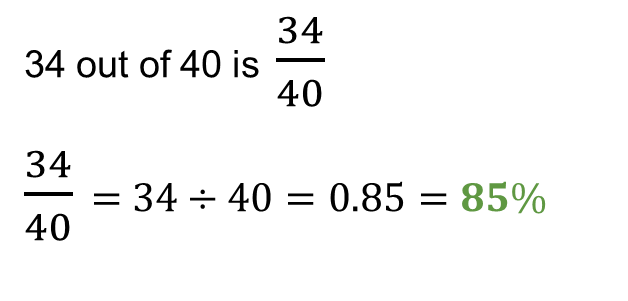 34 out of 40 is 34/40
34/40 = 34 ÷ 40 = 0.85 = 85%